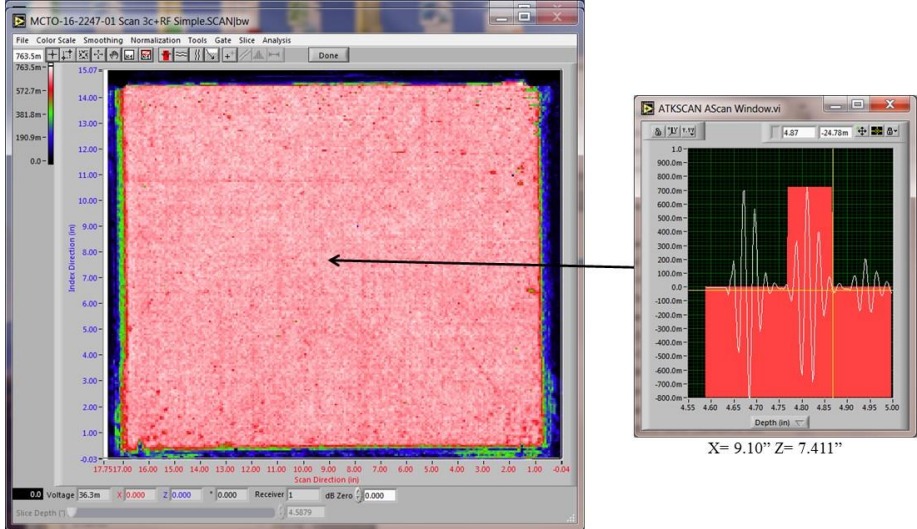 MCTO-16-2247-01 Scan 3c+RF Simple.SCAN|bw
File Color Scale Smoothing Normalization Tools Gate Slice Analysis
763.5m
Done
763.5m
572.7m
381.8m
190.9m
0.0
15.07
14.00
13.00
12.00
11.00
10.00
9.00
8.00
7.00
6.00
5.00
4.00
3.00
2.00
1.00
-0.03
Index Direction (in)
17.75 17.00 16.00 15.00 14.00 13.00 12.00 11.00 10.00 9.00 8.00 7.00 6.00 5.00 4.00 3.00 2.00 1.00 -0.04
Scan Direction (in)
0.0 Voltage 36.3m X 0.000 Z 0.000 ° 0.000 Receiver 1 dB Zero 0.000
Slice Depth (") 4.5879
ATKSCAN AScan Window.vi
4.87 -24.78m
1.0
900.0m
800.0m
700.0m
600.0m
500.0m
400.0m
300.0m
200.0m
100.0m
0.0
-100.0m
-200.0m
-300.0m
-400.0m
-500.0m
-600.0m
-700.0m
-800.0m
4.55 4.60 4.65 4.70 4.75 4.80 4.85 4.90 4.95 5.00
Depth (in)
X= 9.10” Z= 7.411”